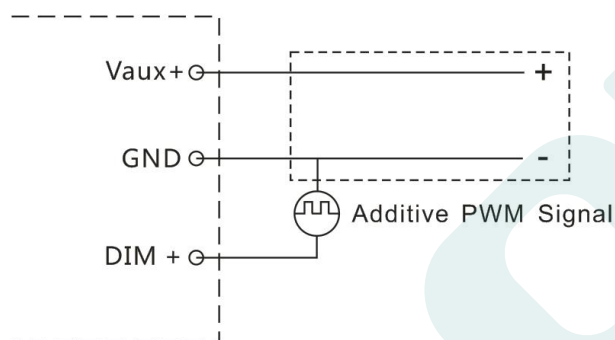 Vaux+ +
GND -
Additive PWM Signal
DIM +